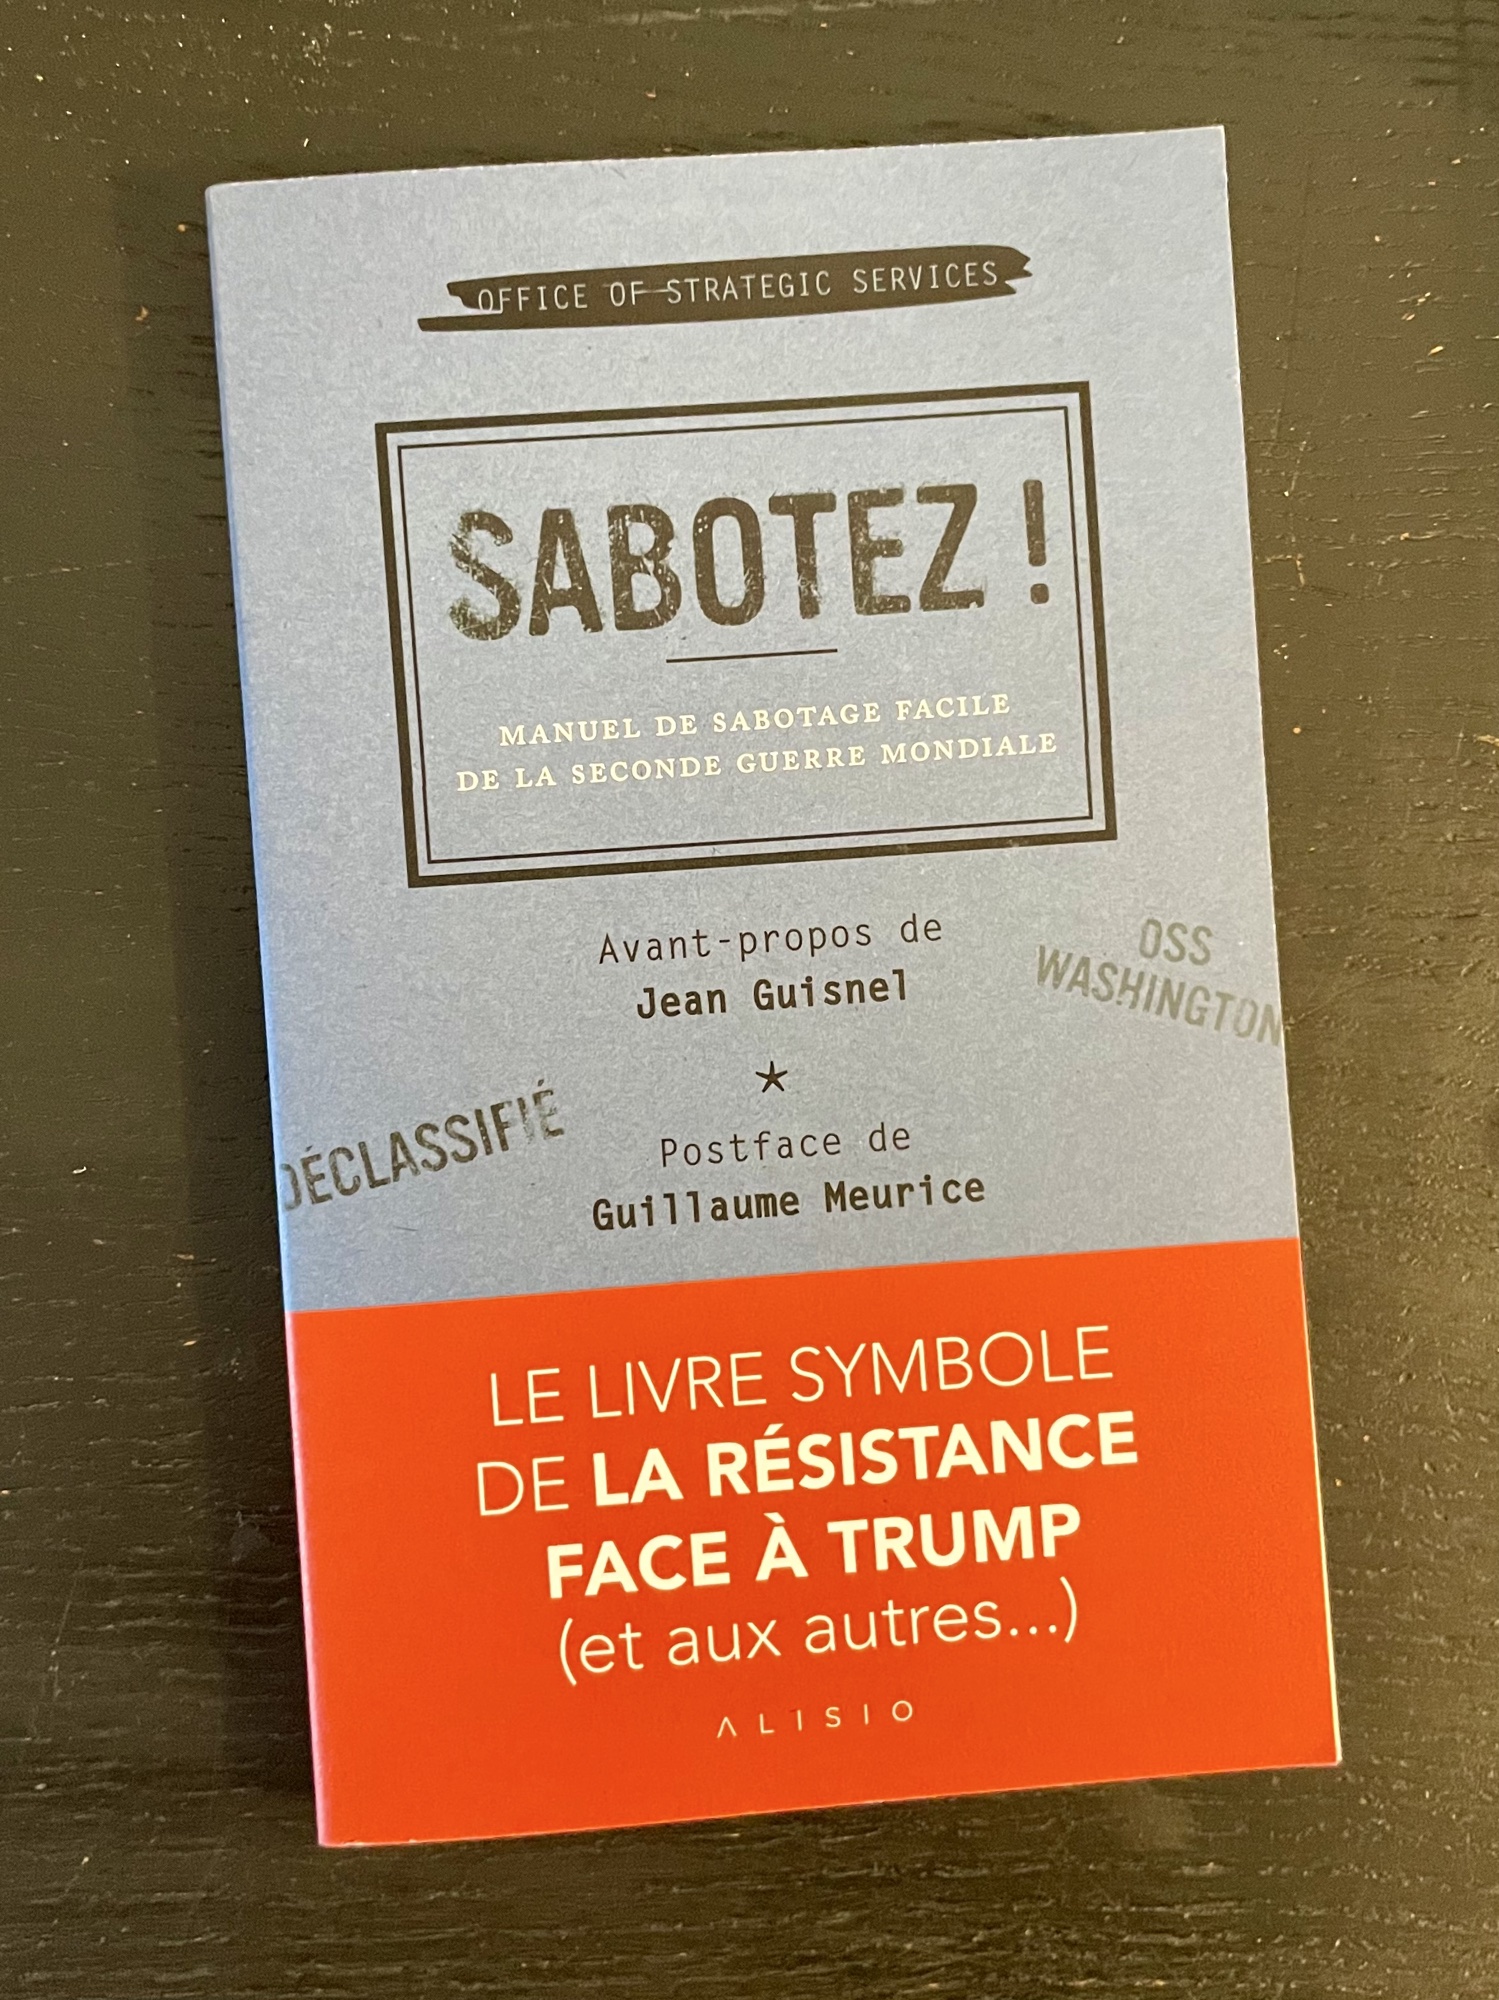 OFFICE OF STRATEGIC SERVICES
SABOTEZ !
MANUEL DE SABOTAGE FACILE
DE LA SECONDE GUERRE MONDIALE
Avant-propos de
Jean Guisnel
OSS
WASHINGTON
DÉCLASSIFIÉ
Postface de
Guillaume Meurice
LE LIVRE SYMBOLE
DE LA RÉSISTANCE
FACE À TRUMP
(et aux autres...)
ALISIO